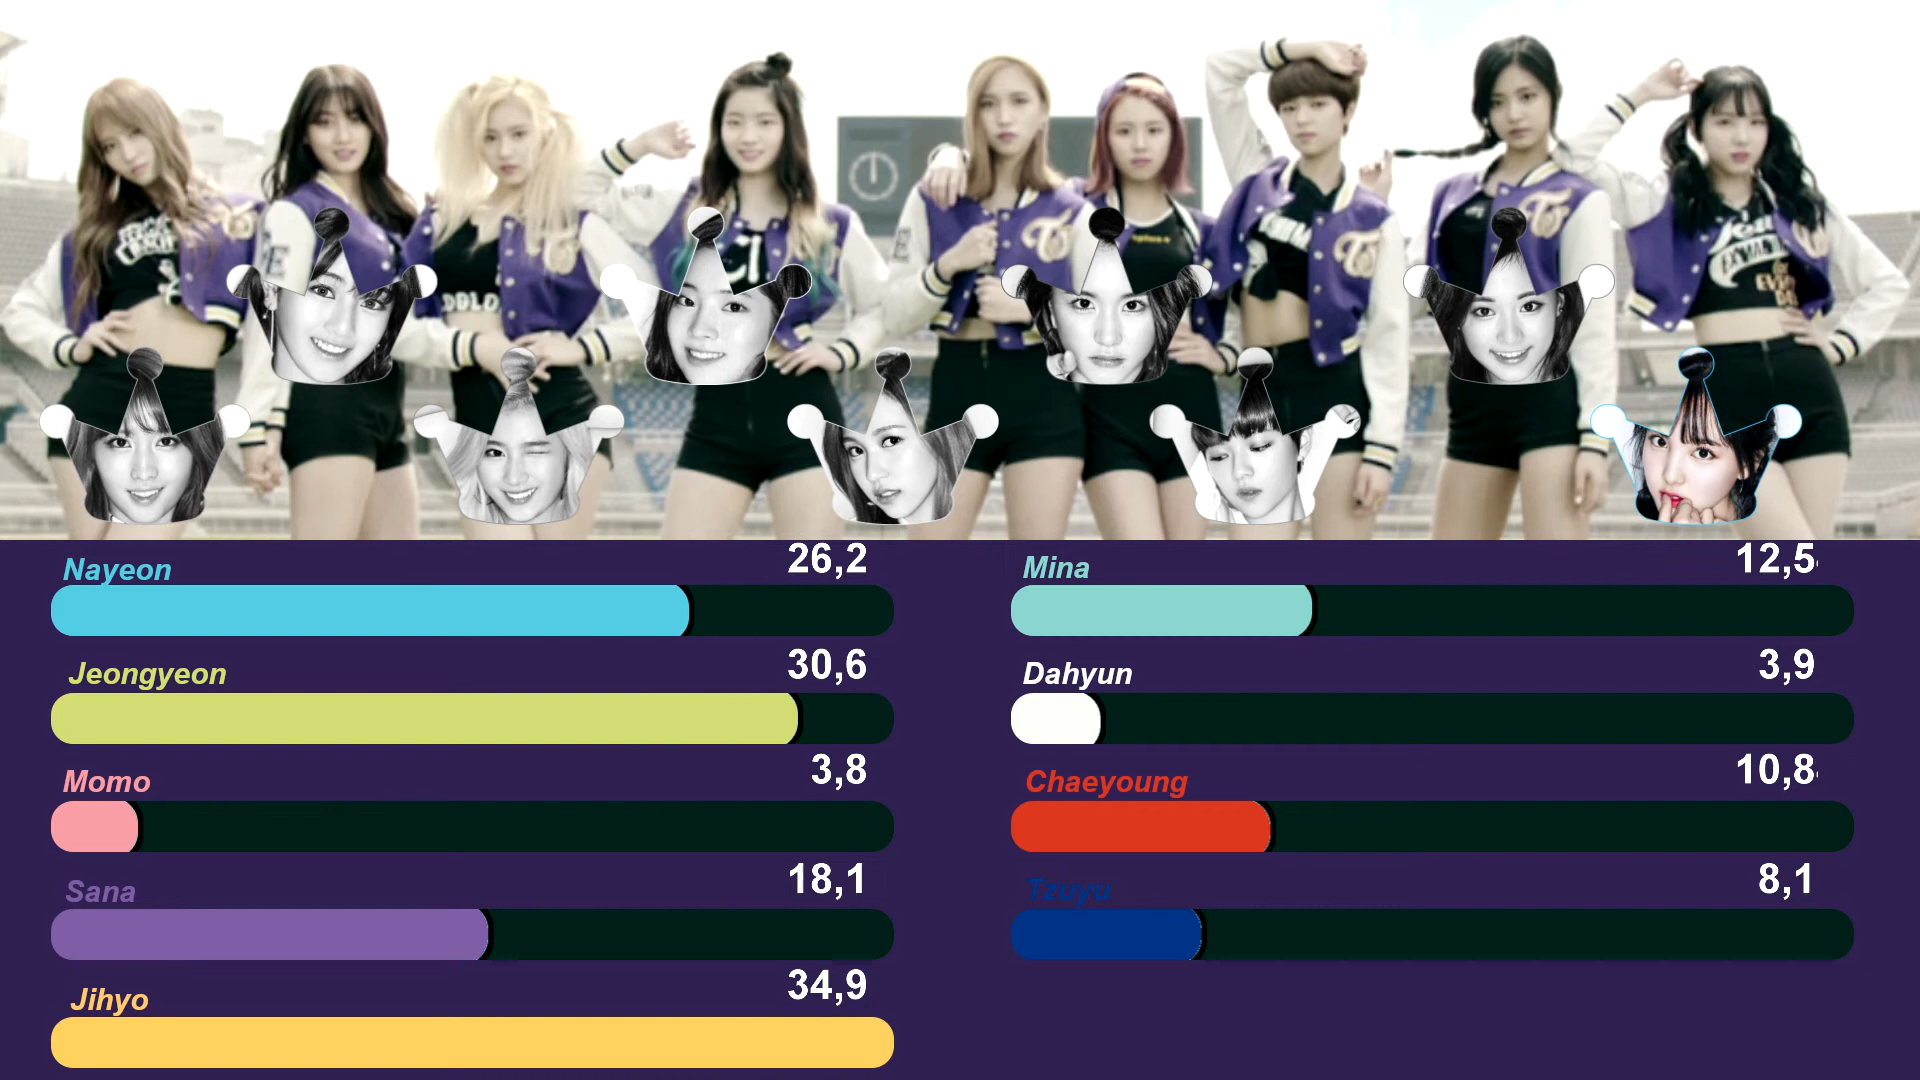 Nayeon 26,2
Jeongyeon 30,6
Momo 3,8
Sana 18,1
Jihyo 34,9
Mina 12,5
Dahyun 3,9
Chaeyoung 10,8
Tzuyu 8,1